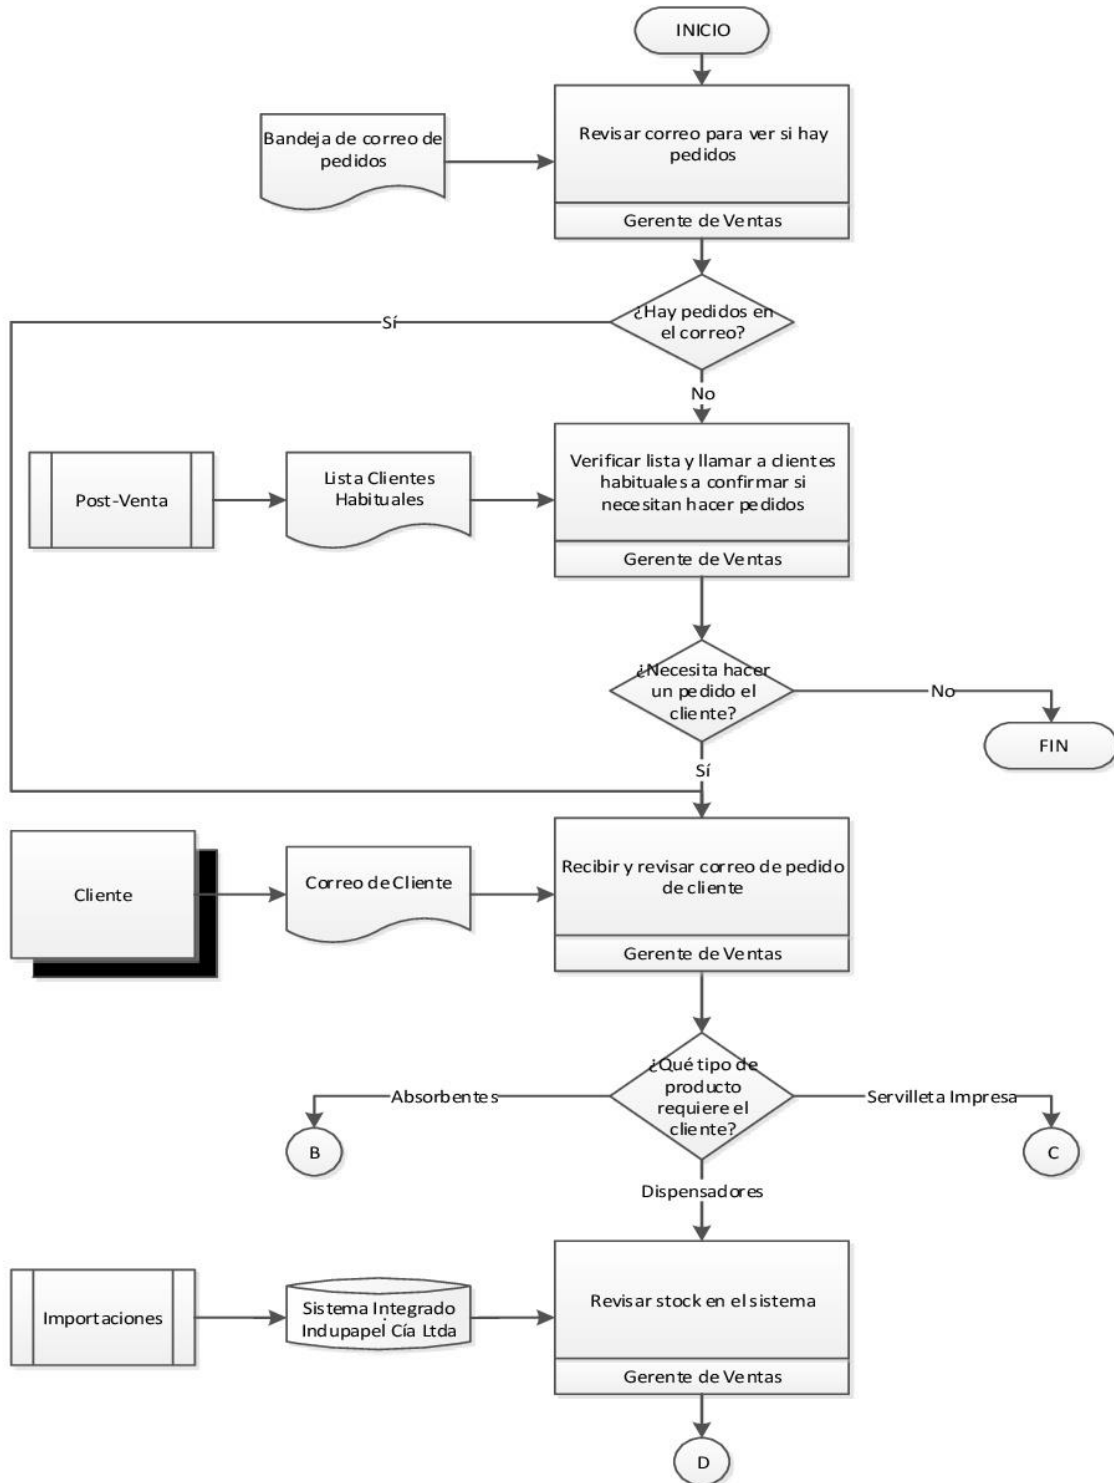 INICIO
Bandeja de correo de
pedidos
Revisar correo para ver si hay
pedidos
Gerente de Ventas
¿Hay pedidos en
el correo?
Sí
No
Post-Venta
Lista Clientes
Habituales
Verificar lista y llamar a clientes
habituales a confirmar si
necesitan hacer pedidos
Gerente de Ventas
¿Necesita hacer
un pedido el
cliente?
No
FIN
Sí
Cliente
Correo de Cliente
Recibir y revisar correo de pedido
de cliente
Gerente de Ventas
¿Qué tipo de
producto
requiere el
cliente?
Absorbentes
Servilleta Impresa
B
C
Dispensadores
Importaciones
Sistema Integrado
Indupapel Cía Ltda
.
Revisar stock en el sistema
Gerente de Ventas
D